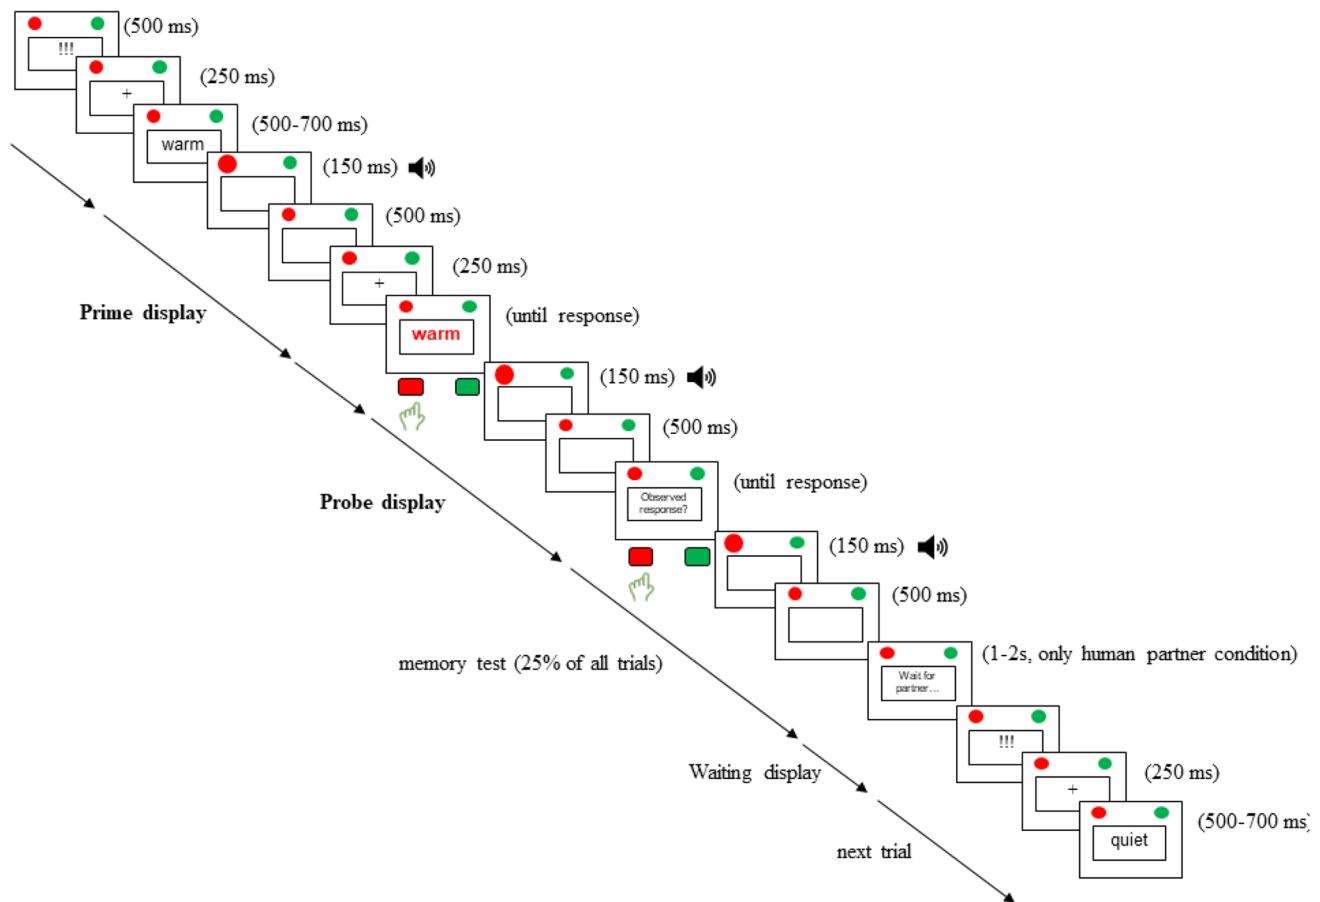 (500 ms)
!!!
(250 ms)
+
(500-700 ms)
warm
(150 ms)
(500 ms)
(250 ms)
+
Prime display
(until response)
warm
(150 ms)
(500 ms)
(until response)
Observed
response?
Probe display
(150 ms)
(500 ms)
memory test (25% of all trials)
(1-2s, only human partner condition)
Wait for
partner...
!!!
Waiting display
(250 ms)
+
(500-700 ms)
quiet
next trial